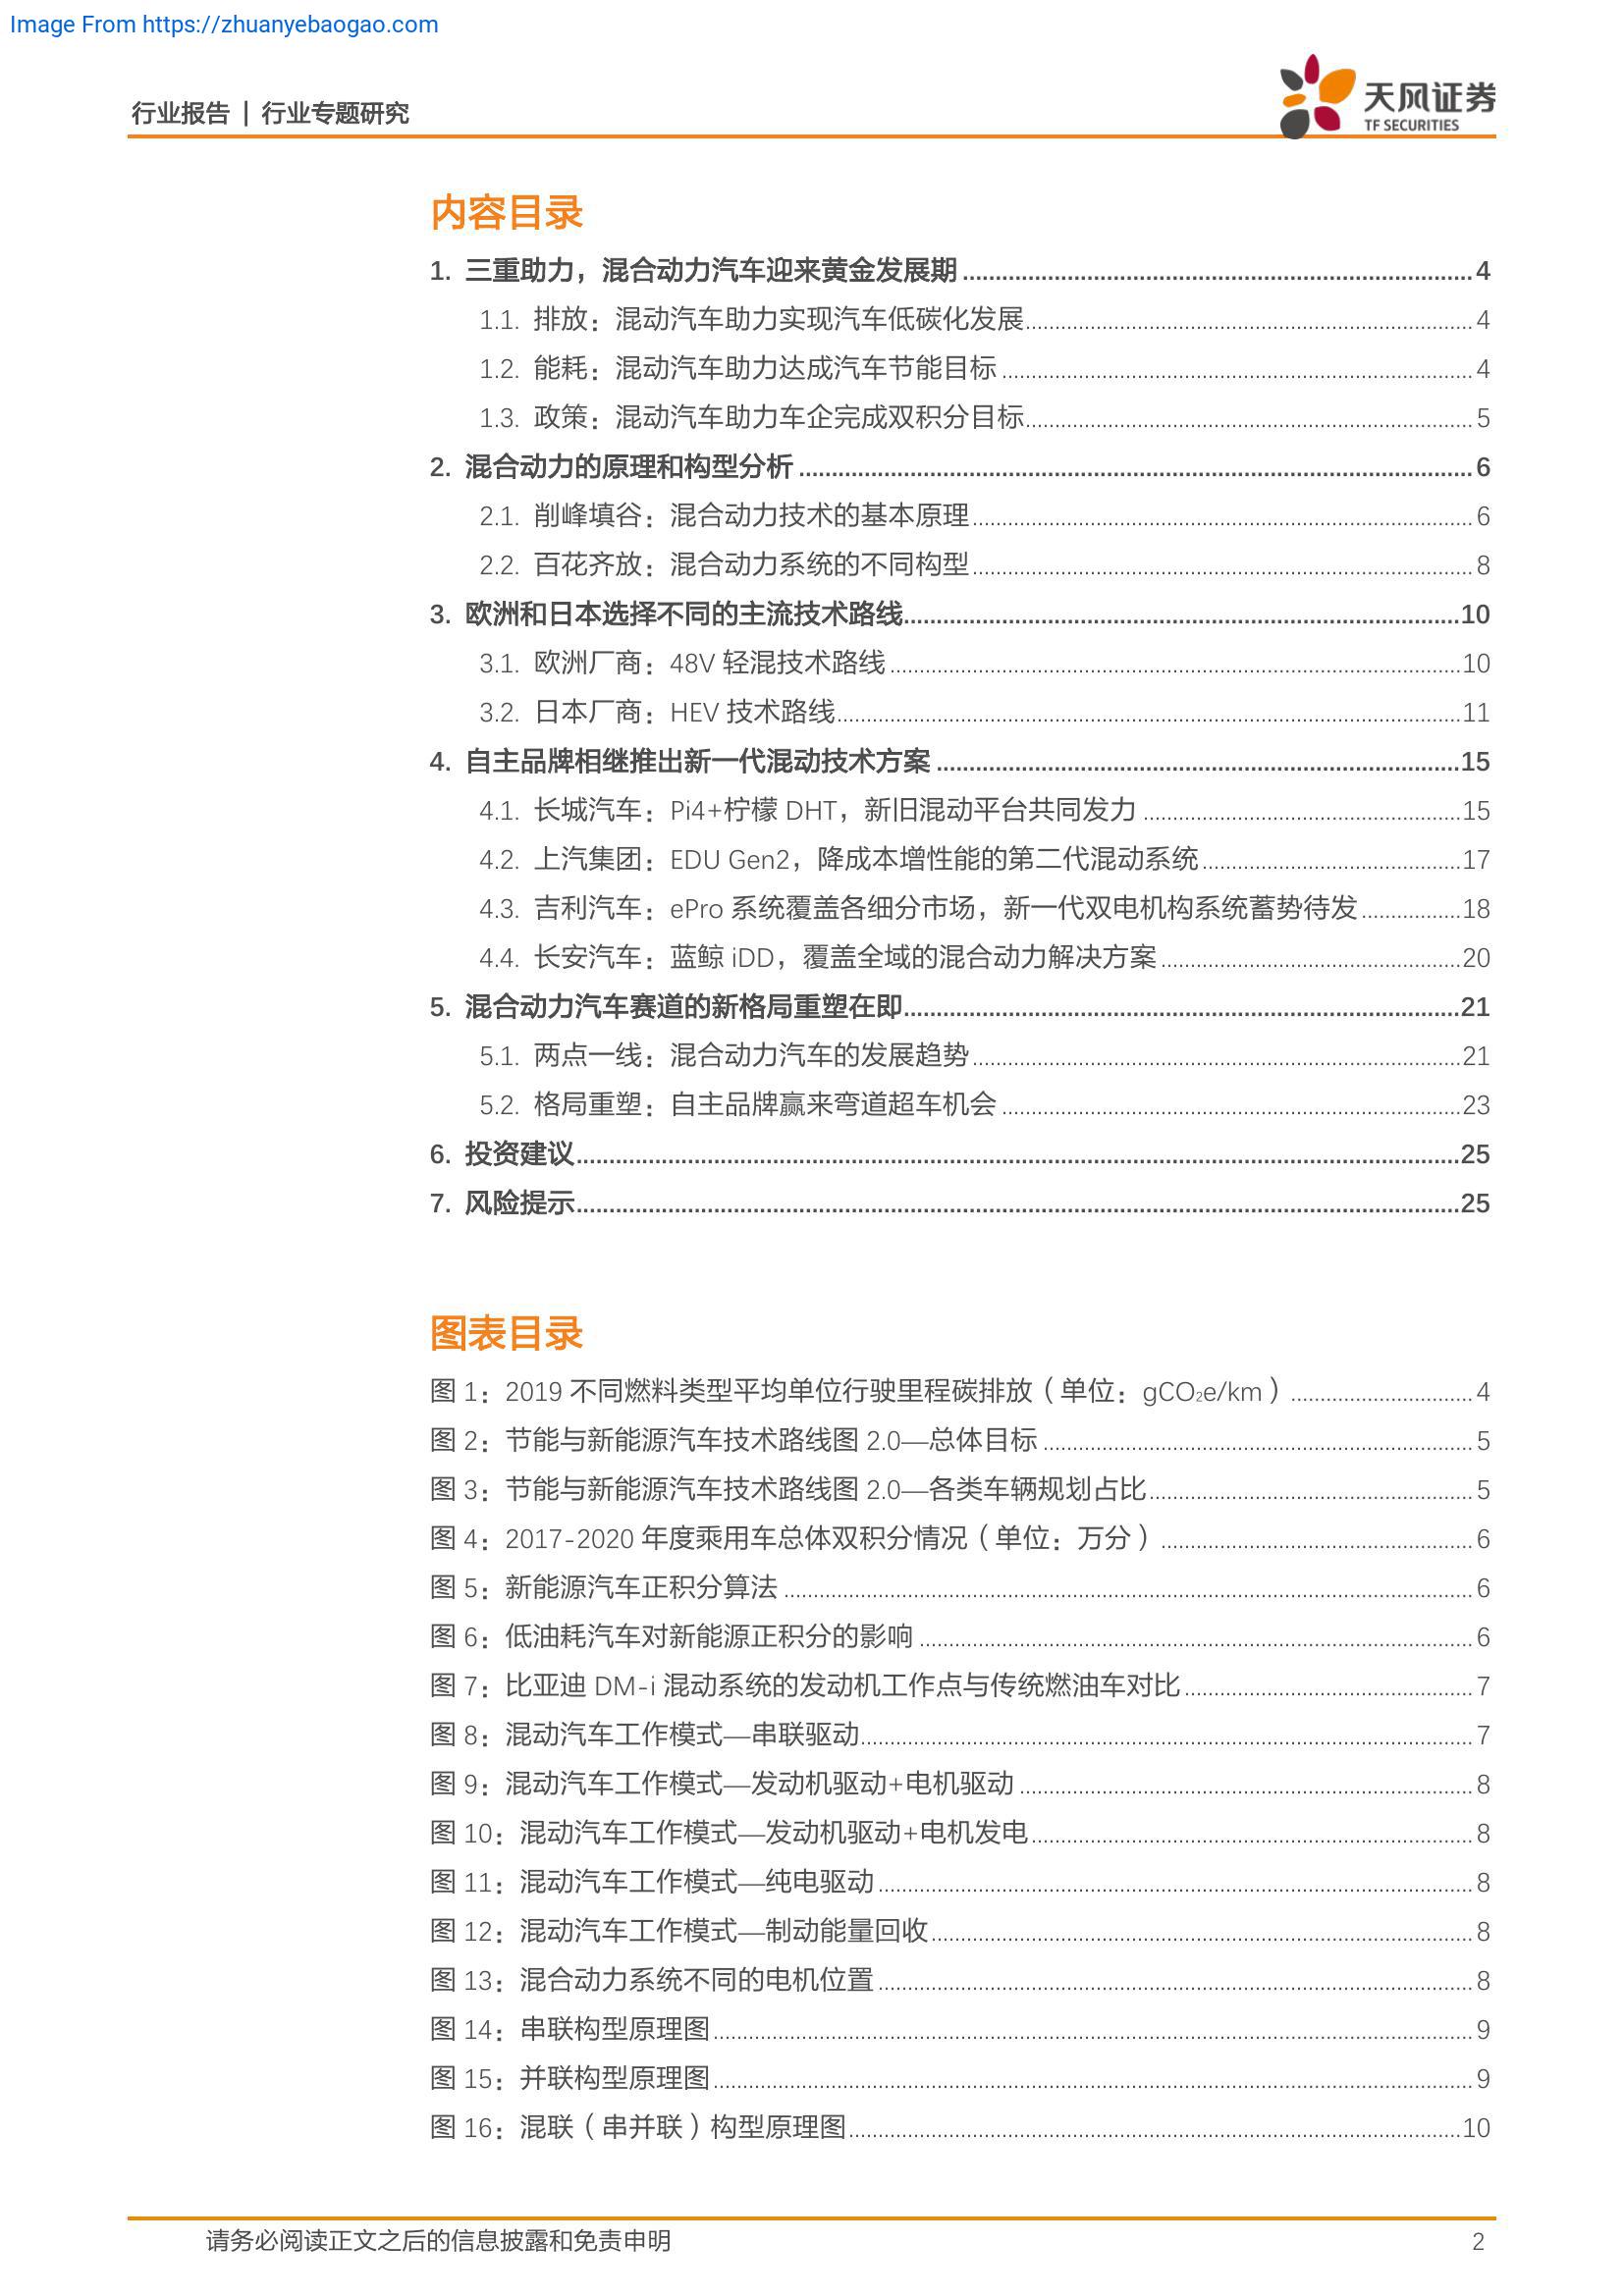 Image From https://zhuanyebaogao.com
行业报告 | 行业专题研究
天风证券
TF SECURITIES
内容目录
1. 三重助力，混合动力汽车迎来黄金发展期 4
1.1. 排放：混动汽车助力实现汽车低碳化发展 4
1.2. 能耗：混动汽车助力达成汽车节能目标 4
1.3. 政策：混动汽车助力车企完成双积分目标 5
2. 混合动力的原理和构型分析 6
2.1. 削峰填谷：混合动力技术的基本原理 6
2.2. 百花齐放：混合动力系统的不同构型 8
3. 欧洲和日本选择不同的主流技术路线 10
3.1. 欧洲厂商：48V 轻混技术路线 10
3.2. 日本厂商：HEV 技术路线 11
4. 自主品牌相继推出新一代混动技术方案 15
4.1. 长城汽车：Pi4+柠檬 DHT，新旧混动平台共同发力 15
4.2. 上汽集团：EDU Gen2，降成本增性能的第二代混动系统 17
4.3. 吉利汽车：ePro 系统覆盖各细分市场，新一代双电机构系统蓄势待发 18
4.4. 长安汽车：蓝鲸 iDD，覆盖全域的混合动力解决方案 20
5. 混合动力汽车赛道的新格局重塑在即 21
5.1. 两点一线：混合动力汽车的发展趋势 21
5.2. 格局重塑：自主品牌赢来弯道超车机会 23
6. 投资建议 25
7. 风险提示 25
图表目录
图 1：2019 不同燃料类型平均单位行驶里程碳排放（单位：gCO₂e/km） 4
图 2：节能与新能源汽车技术路线图 2.0—总体目标 5
图 3：节能与新能源汽车技术路线图 2.0—各类车辆规划占比 5
图 4：2017-2020 年度乘用车总体双积分情况（单位：万分） 6
图 5：新能源汽车正积分算法 6
图 6：低油耗汽车对新能源正积分的影响 6
图 7：比亚迪 DM-i 混动系统的发动机工作点与传统燃油车对比 7
图 8：混动汽车工作模式—串联驱动 7
图 9：混动汽车工作模式—发动机驱动+电机驱动 8
图 10：混动汽车工作模式—发动机驱动+电机发电 8
图 11：混动汽车工作模式—纯电驱动 8
图 12：混动汽车工作模式—制动能量回收 8
图 13：混合动力系统不同的电机位置 8
图 14：串联构型原理图 9
图 15：并联构型原理图 9
图 16：混联（串并联）构型原理图 10
请务必阅读正文之后的信息披露和免责申明 2